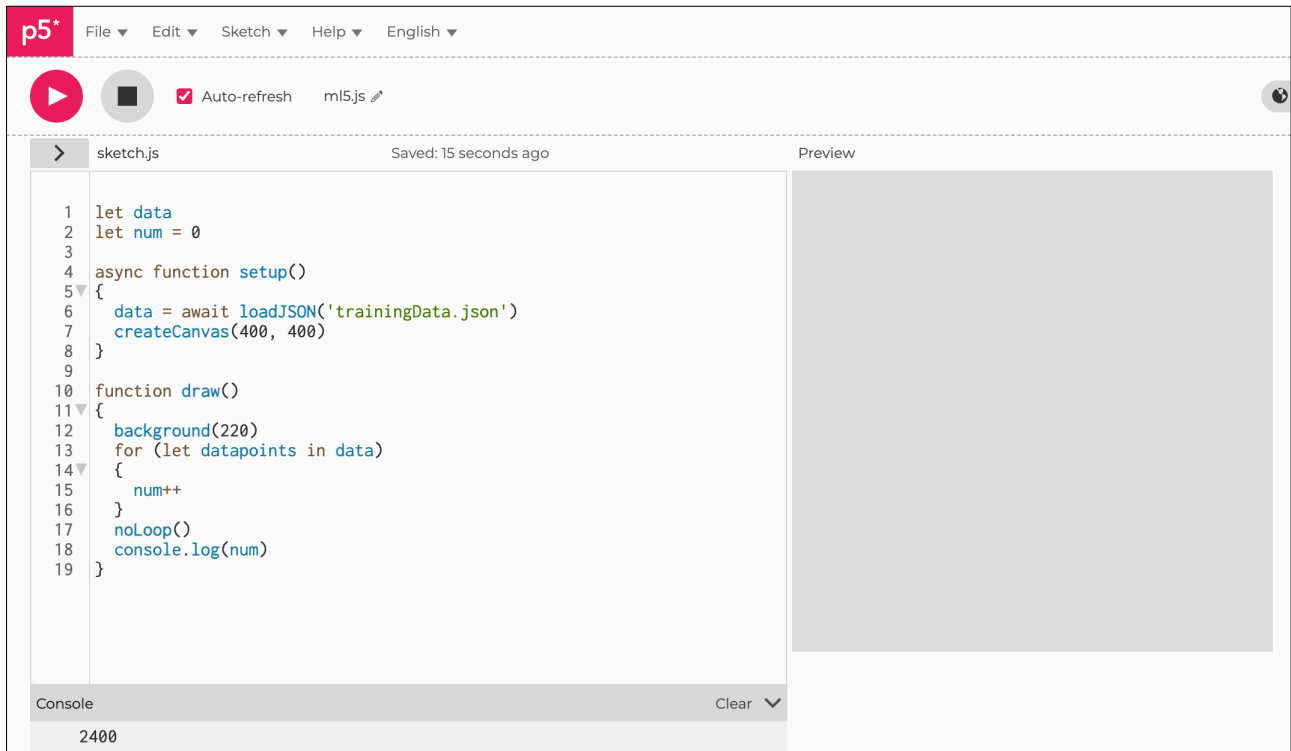 p5* File Edit Sketch Help English
Auto-refresh ml5.js
sketch.js Saved: 15 seconds ago Preview
1 let data
2 let num = 0
3
4 async function setup()
5 {
6 data = await loadJSON('trainingData.json')
7 createCanvas(400, 400)
8 }
9
10 function draw()
11 {
12 background(220)
13 for (let datapoints in data)
14 {
15 num++
16 }
17 noLoop()
18 console.log(num)
19 }
Console Clear
2400